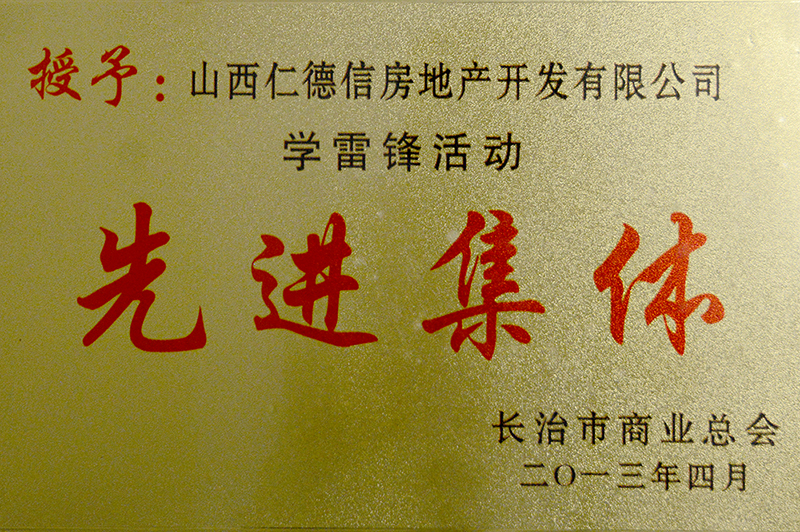 授予：山西仁德信房地产开发有限公司
学雷锋活动
先进集体
长治市商业总会
二〇一三年四月